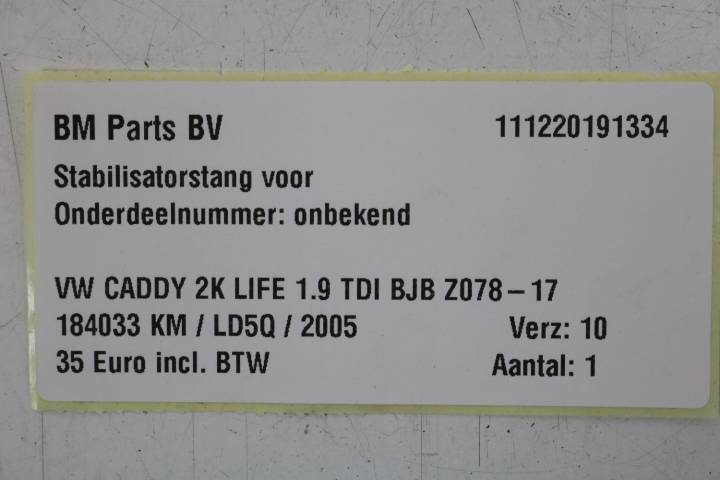 BM Parts BV 111220191334
Stabilisatorstang voor
Onderdeelnummer: onbekend
VW CADDY 2K LIFE 1.9 TDI BJB Z078-17
184033 KM / LD5Q / 2005 Verz: 10
35 Euro incl. BTW Aantal: 1